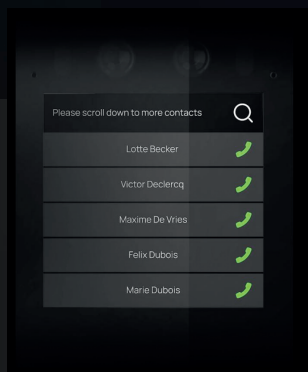 Please scroll down to more contacts
Lotte Becker
Victor Declercq
Maxime De Vries
Felix Dubois
Marie Dubois